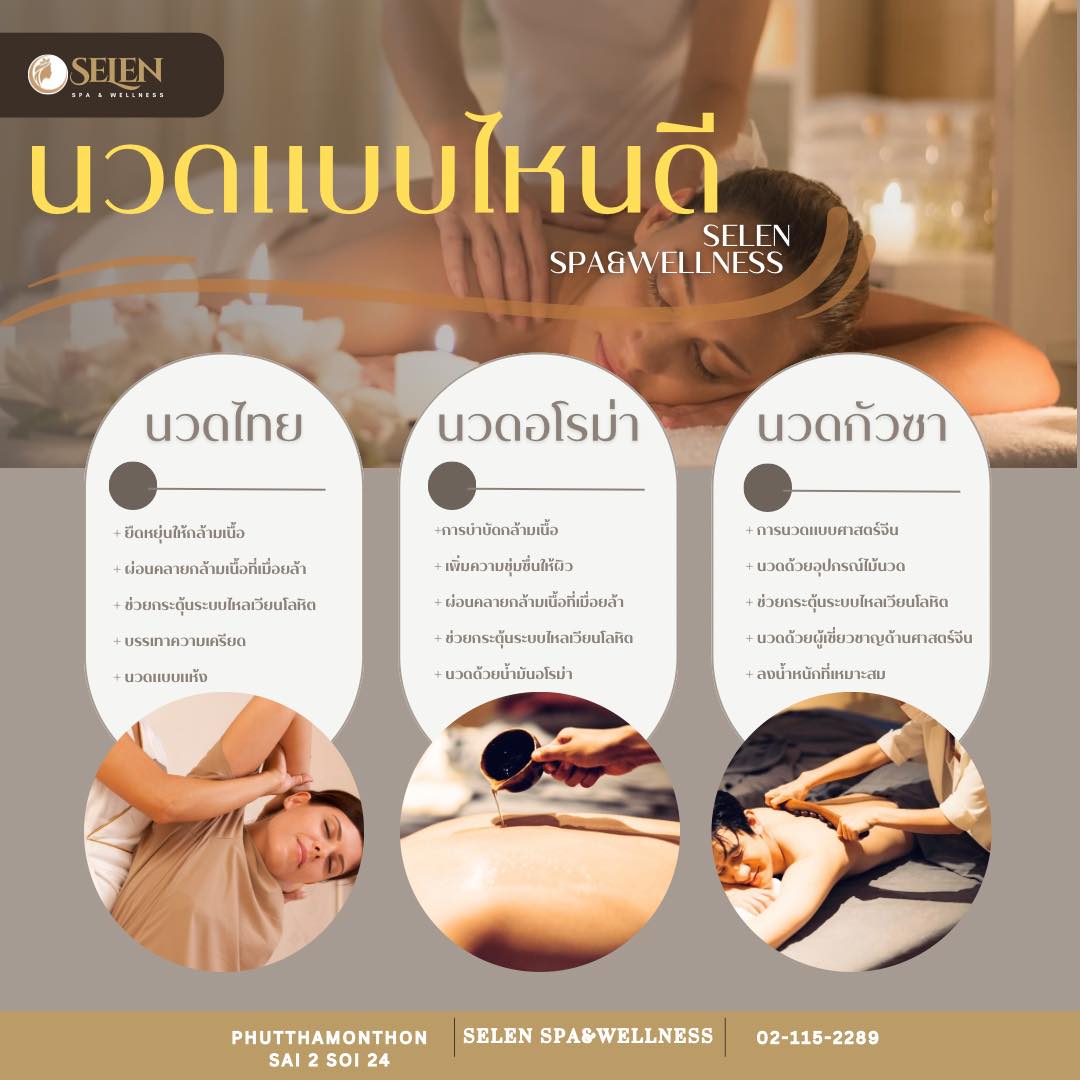 SELEN
SPA & WELLNESS
นวดแบบไหนดี
SELEN
SPA&WELLNESS
นวดไทย
+ ยืดหยุ่นให้กล้ามเนื้อ
+ ผ่อนคลายกล้ามเนื้อที่เมื่อยล้า
+ ช่วยกระตุ้นระบบไหลเวียนโลหิต
+ บรรเทาความเครียด
+ นวดแบบแห้ง
นวดอโรม่า
+การบำบัดกล้ามเนื้อ
+ เพิ่มความชุ่มชื่นให้ผิว
+ ผ่อนคลายกล้ามเนื้อที่เมื่อยล้า
+ ช่วยกระตุ้นระบบไหลเวียนโลหิต
+ นวดด้วยน้ำมันอโรม่า
นวดกัวซา
+ การนวดแบบศาสตร์จีน
+ นวดด้วยอุปกรณ์ไม้นวด
+ ช่วยกระตุ้นระบบไหลเวียนโลหิต
+ นวดด้วยผู้เชี่ยวชาญด้านศาสตร์จีน
+ ลงน้ำหนักที่เหมาะสม
PHUTTHAMONTHON
SAI 2 SOI 24
SELEN SPA&WELLNESS
02-115-2289